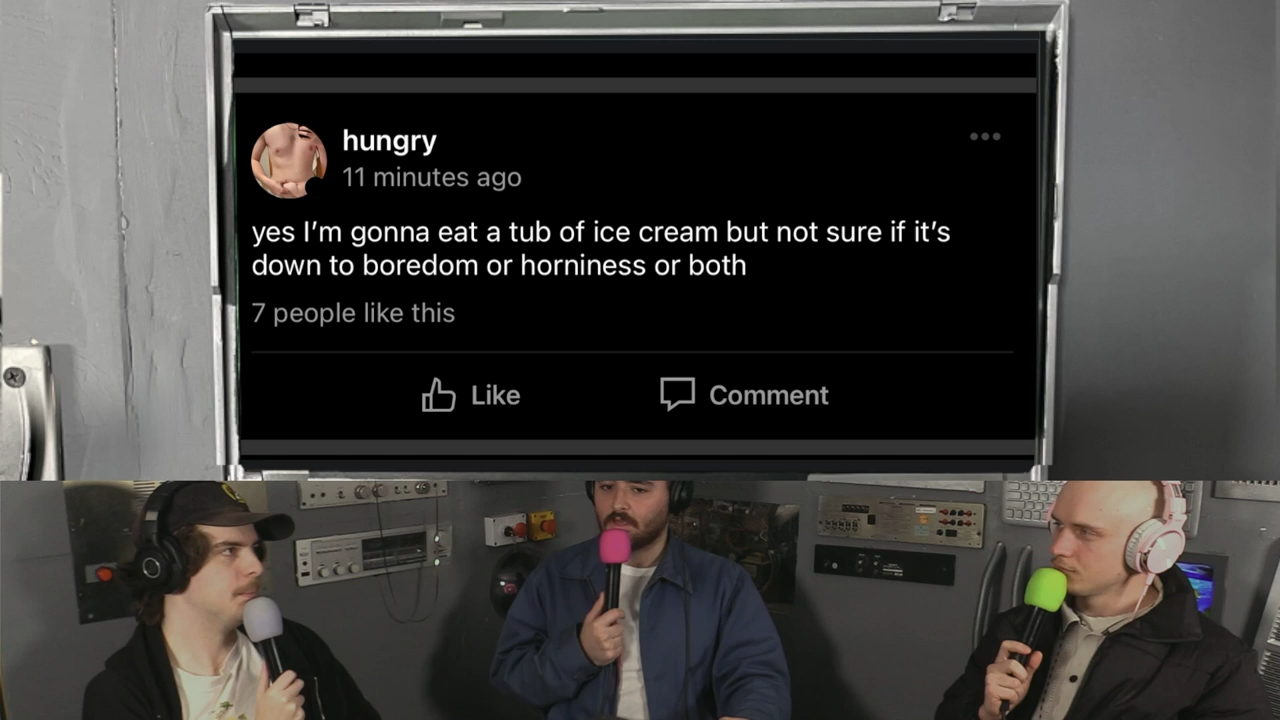 hungry
11 minutes ago
yes I’m gonna eat a tub of ice cream but not sure if it’s
down to boredom or horniness or both
7 people like this
Like
Comment